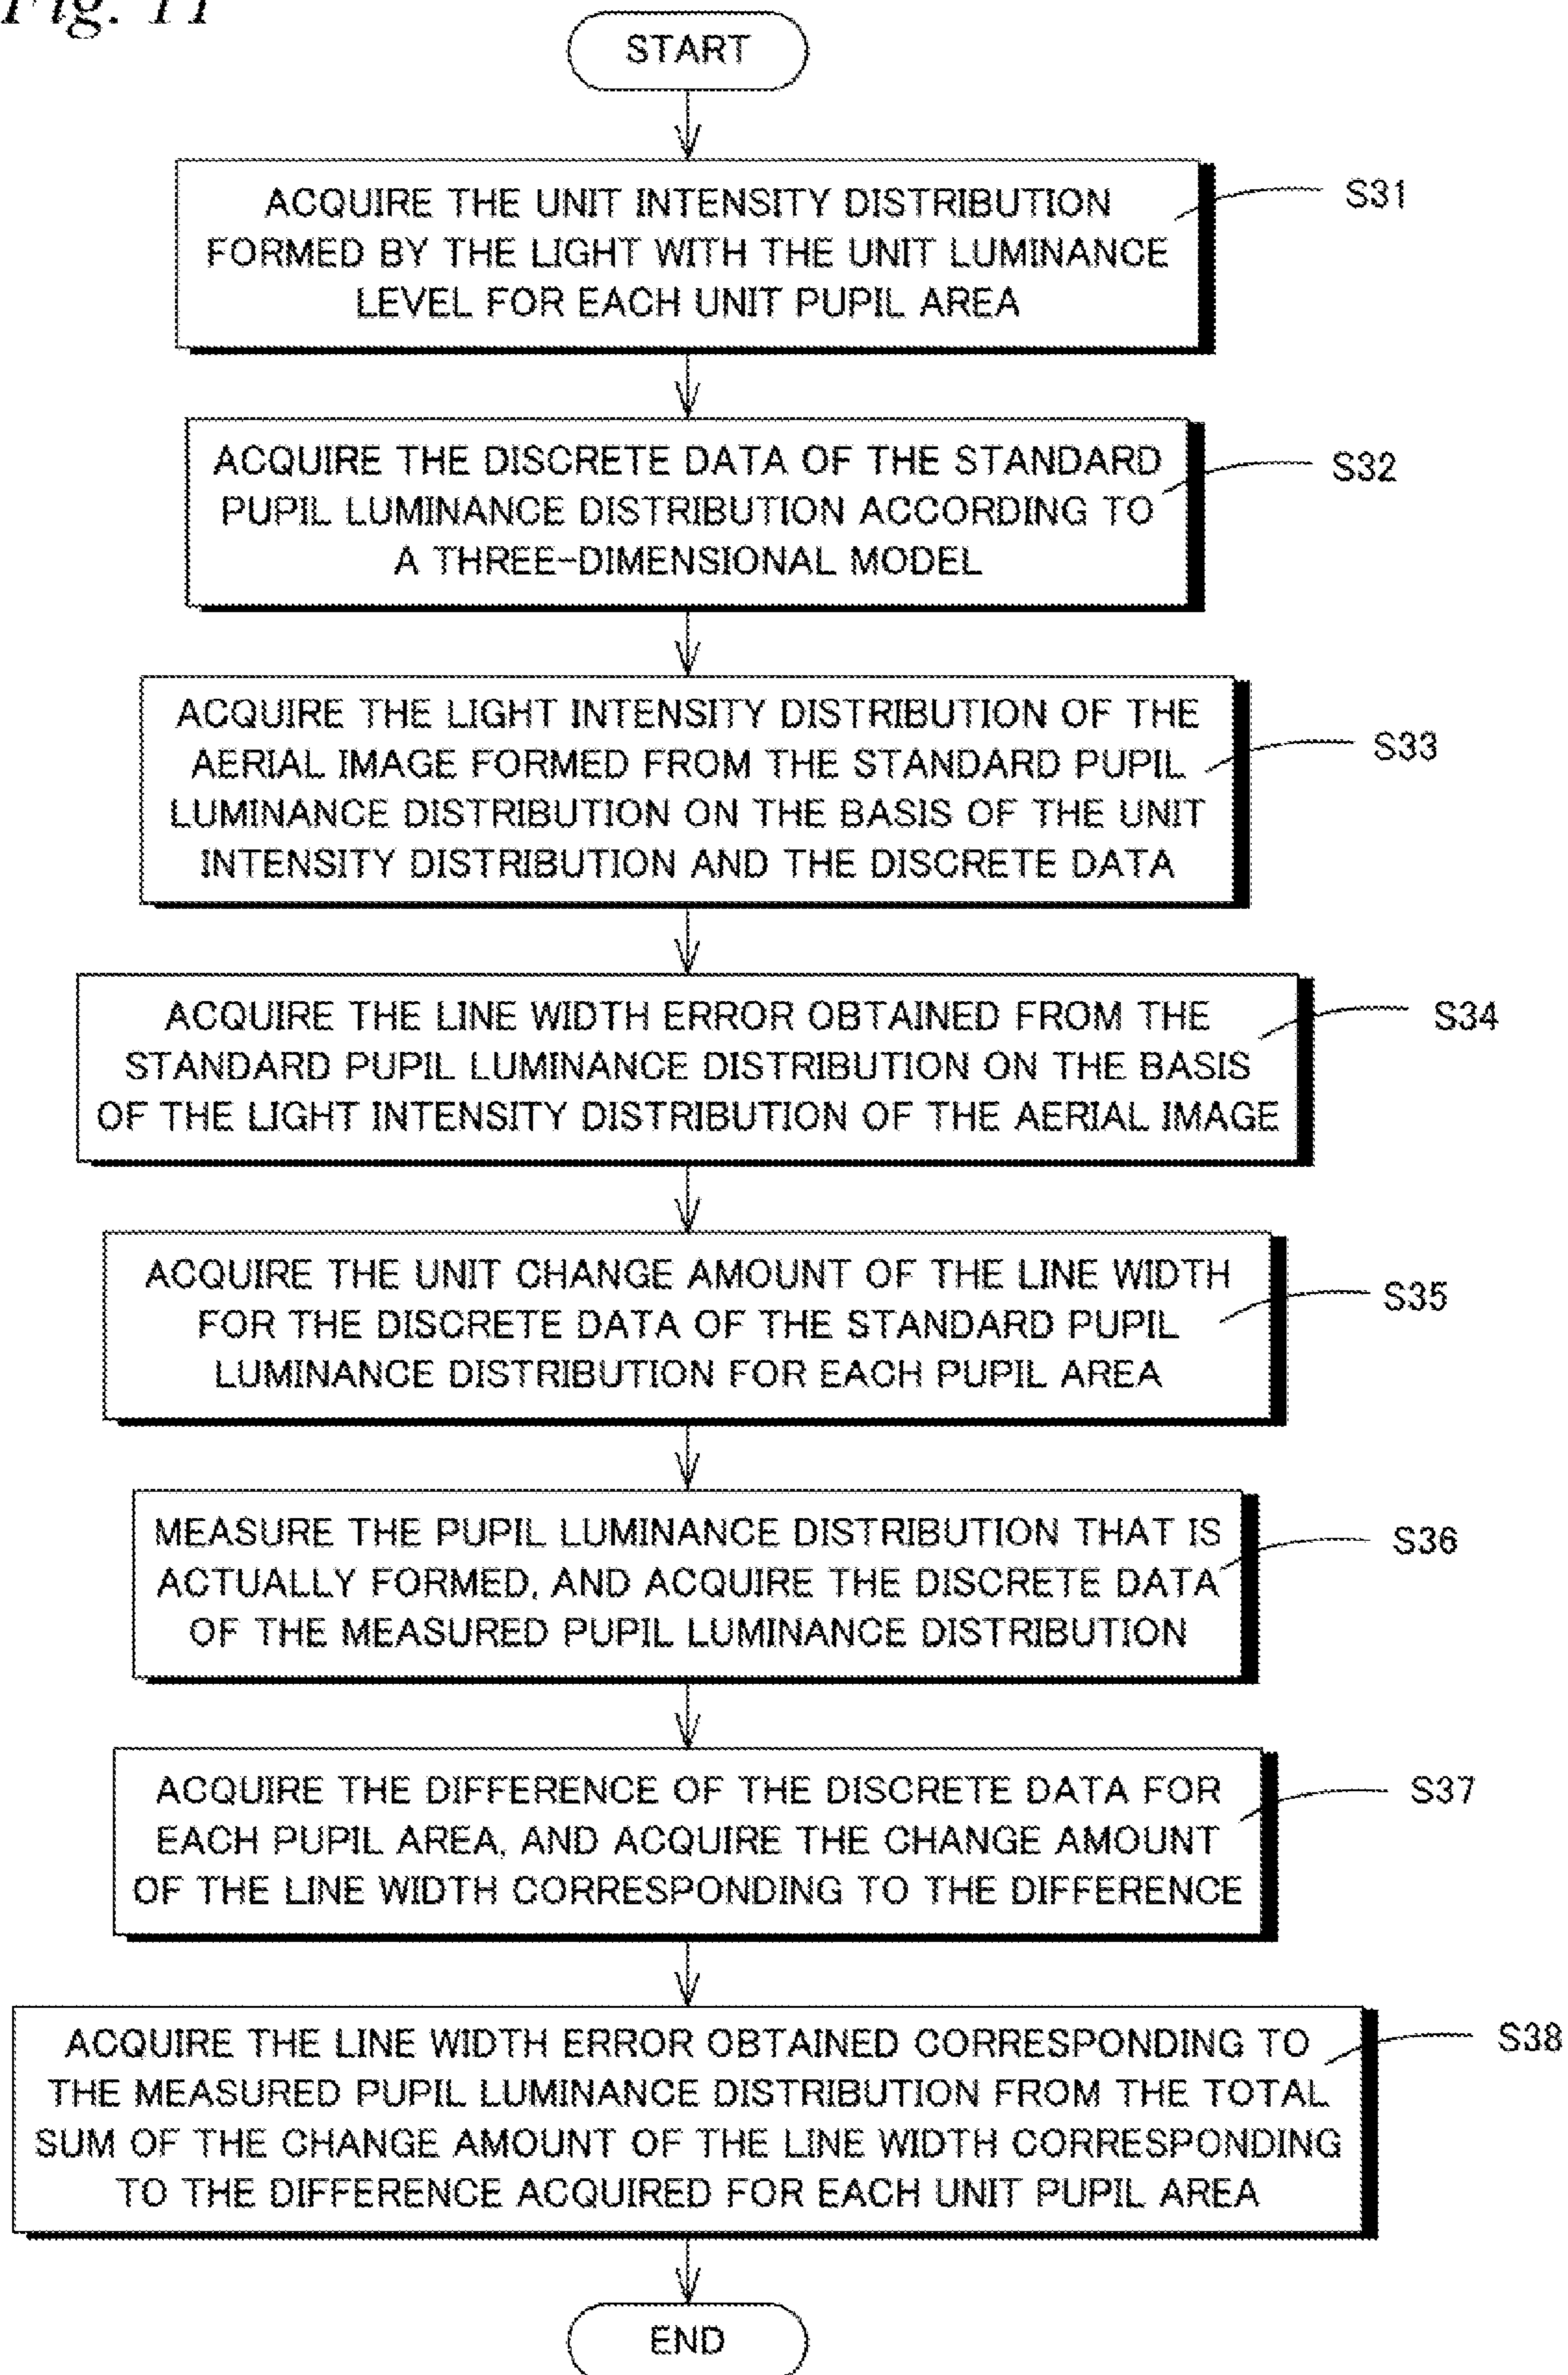 Fig. 11
START
ACQUIRE THE UNIT INTENSITY DISTRIBUTION
FORMED BY THE LIGHT WITH THE UNIT LUMINANCE
LEVEL FOR EACH UNIT PUPIL AREA
S31
ACQUIRE THE DISCRETE DATA OF THE STANDARD
PUPIL LUMINANCE DISTRIBUTION ACCORDING TO
A THREE-DIMENSIONAL MODEL
S32
ACQUIRE THE LIGHT INTENSITY DISTRIBUTION OF THE
AERIAL IMAGE FORMED FROM THE STANDARD PUPIL
LUMINANCE DISTRIBUTION ON THE BASIS OF THE UNIT
INTENSITY DISTRIBUTION AND THE DISCRETE DATA
S33
ACQUIRE THE LINE WIDTH ERROR OBTAINED FROM THE
STANDARD PUPIL LUMINANCE DISTRIBUTION ON THE BASIS
OF THE LIGHT INTENSITY DISTRIBUTION OF THE AERIAL IMAGE
S34
ACQUIRE THE UNIT CHANGE AMOUNT OF THE LINE WIDTH
FOR THE DISCRETE DATA OF THE STANDARD PUPIL
LUMINANCE DISTRIBUTION FOR EACH PUPIL AREA
S35
MEASURE THE PUPIL LUMINANCE DISTRIBUTION THAT IS
ACTUALLY FORMED, AND ACQUIRE THE DISCRETE DATA
OF THE MEASURED PUPIL LUMINANCE DISTRIBUTION
S36
ACQUIRE THE DIFFERENCE OF THE DISCRETE DATA FOR
EACH PUPIL AREA, AND ACQUIRE THE CHANGE AMOUNT
OF THE LINE WIDTH CORRESPONDING TO THE DIFFERENCE
S37
ACQUIRE THE LINE WIDTH ERROR OBTAINED CORRESPONDING TO
THE MEASURED PUPIL LUMINANCE DISTRIBUTION FROM THE TOTAL
SUM OF THE CHANGE AMOUNT OF THE LINE WIDTH CORRESPONDING
TO THE DIFFERENCE ACQUIRED FOR EACH UNIT PUPIL AREA
S38
END